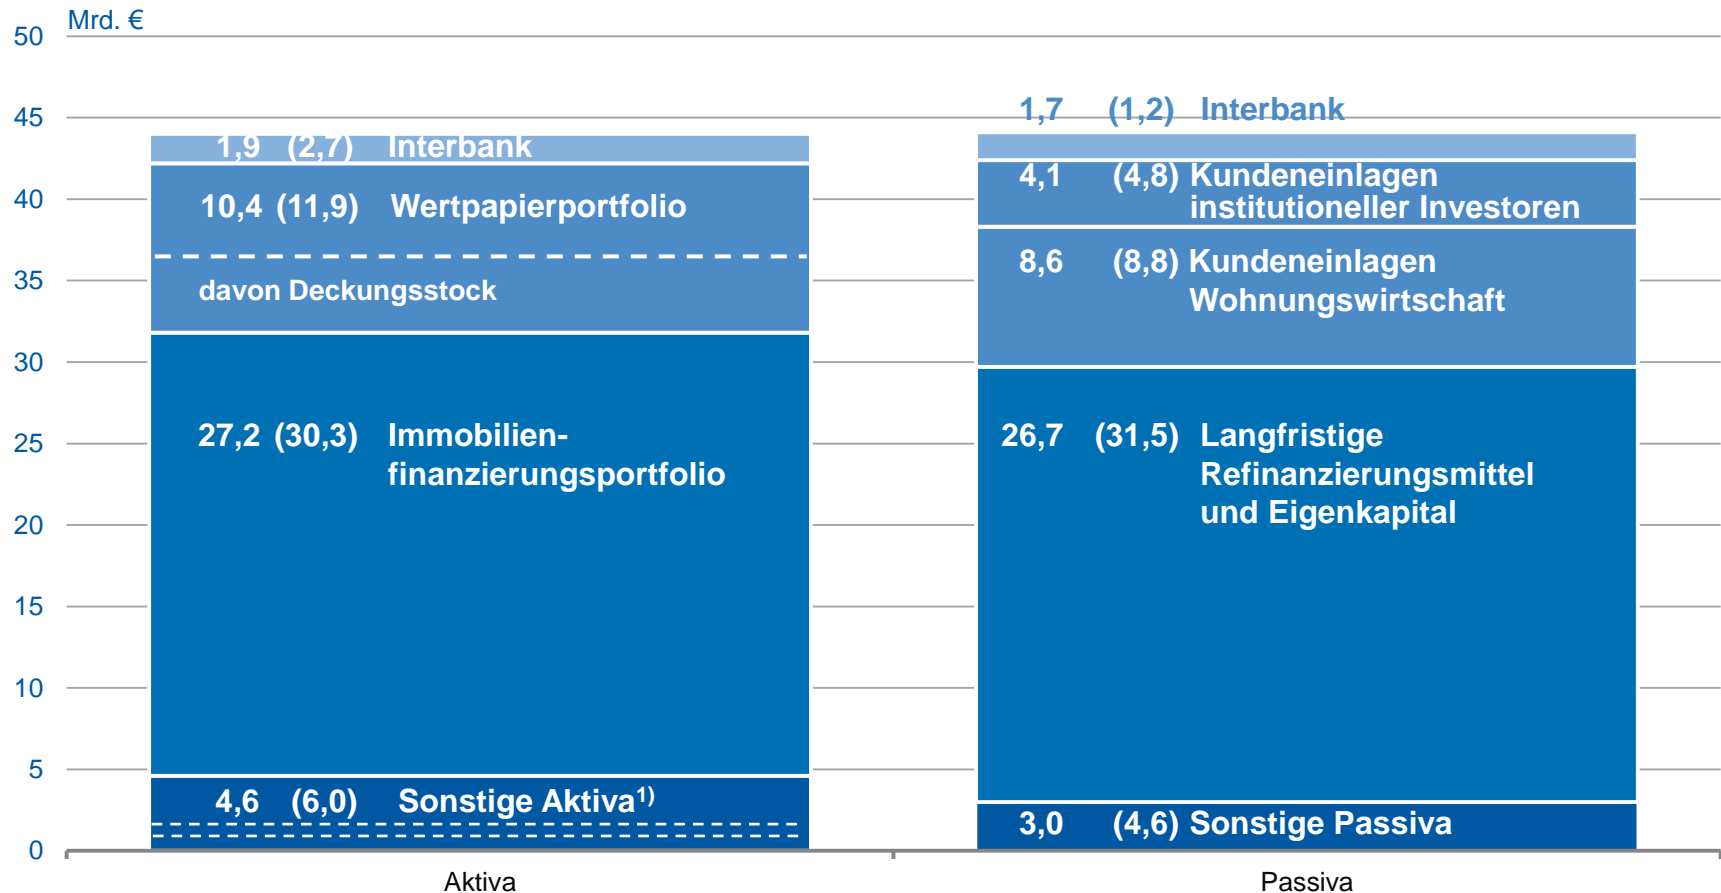 Mrd. €
50
45
40
35
30
25
20
15
10
5
0
1,9 (2,7) Interbank
10,4 (11,9) Wertpapierportfolio
davon Deckungsstock
27,2 (30,3) Immobilien-
finanzierungsportfolio
4,6 (6,0) Sonstige Aktiva1)
Aktiva
1,7 (1,2) Interbank
4,1 (4,8) Kundeneinlagen
institutioneller Investoren
8,6 (8,8) Kundeneinlagen
Wohnungswirtschaft
26,7 (31,5) Langfristige
Refinanzierungsmittel
und Eigenkapital
3,0 (4,6) Sonstige Passiva
Passiva